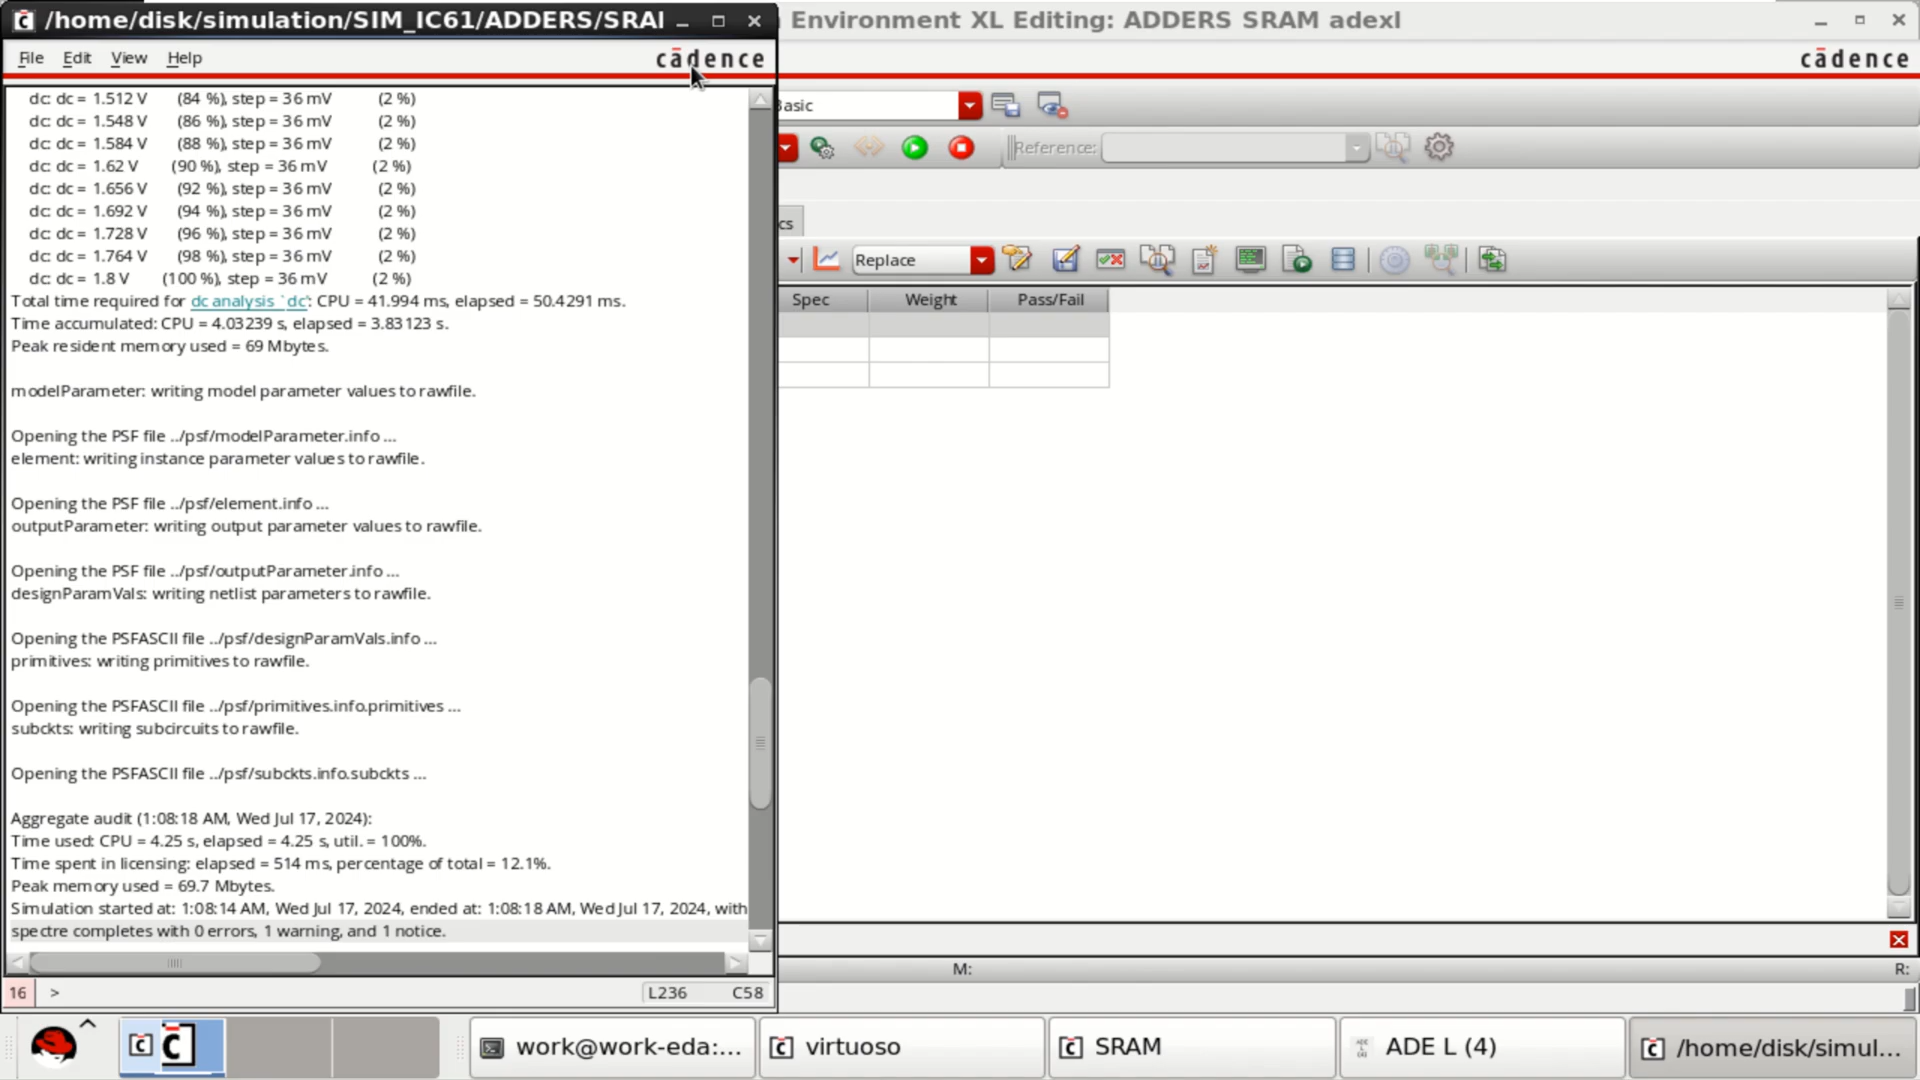 /home/disk/simulation/SIM_IC61/ADDERS/SRAI
Environment XL Editing: ADDERS SRAM adexl
File Edit View Help
cādence
cādence
dc: dc = 1.512 V (84 %), step = 36 mV (2 %)
dc: dc = 1.548 V (86 %), step = 36 mV (2 %)
dc: dc = 1.584 V (88 %), step = 36 mV (2 %)
dc: dc = 1.62 V (90 %), step = 36 mV (2 %)
dc: dc = 1.656 V (92 %), step = 36 mV (2 %)
dc: dc = 1.692 V (94 %), step = 36 mV (2 %)
dc: dc = 1.728 V (96 %), step = 36 mV (2 %)
dc: dc = 1.764 V (98 %), step = 36 mV (2 %)
dc: dc = 1.8 V (100 %), step = 36 mV (2 %)
Total time required for dc analysis `dc': CPU = 41.994 ms, elapsed = 50.4291 ms.
Time accumulated: CPU = 4.03239 s, elapsed = 3.83123 s.
Peak resident memory used = 69 Mbytes.
modelParameter: writing model parameter values to rawfile.
Opening the PSF file ../psf/modelParameter.info ...
element: writing instance parameter values to rawfile.
Opening the PSF file ../psf/element.info ...
outputParameter: writing output parameter values to rawfile.
Opening the PSF file ../psf/outputParameter.info ...
designParamVals: writing netlist parameters to rawfile.
Opening the PSFASCII file ../psf/designParamVals.info ...
primitives: writing primitives to rawfile.
Opening the PSFASCII file ../psf/primitives.info.primitives ...
subckts: writing subcircuits to rawfile.
Opening the PSFASCII file ../psf/subckts.info.subckts ...
Aggregate audit (1:08:18 AM, Wed Jul 17, 2024):
Time used: CPU = 4.25 s, elapsed = 4.25 s, util. = 100%.
Time spent in licensing: elapsed = 514 ms, percentage of total = 12.1%.
Peak memory used = 69.7 Mbytes.
Simulation started at: 1:08:14 AM, Wed Jul 17, 2024, ended at: 1:08:18 AM, Wed Jul 17, 2024, with
spectre completes with 0 errors, 1 warning, and 1 notice.
16 > L236 C58
Basic
Reference:
cs
Replace
Spec Weight Pass/Fail
M: R:
work@work-eda:... virtuoso SRAM ADE L (4) /home/disk/simul...